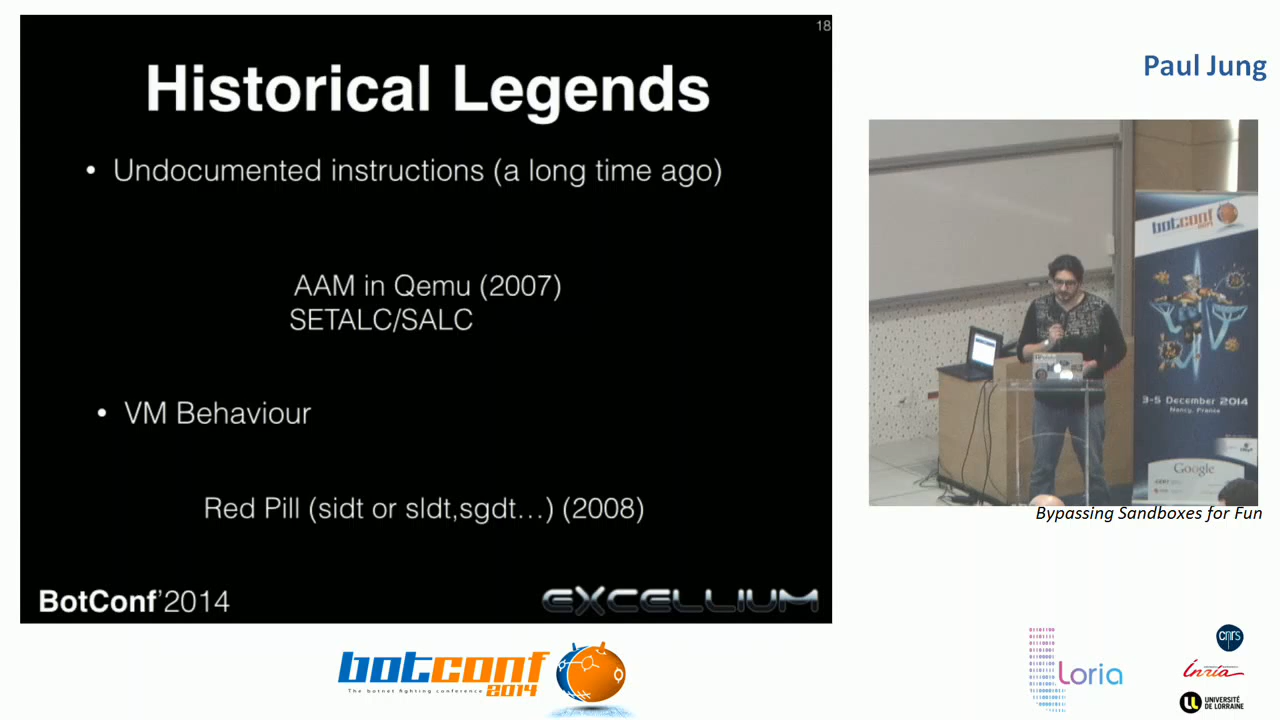 18
Historical Legends
• Undocumented instructions (a long time ago)
AAM in Qemu (2007)
SETALC/SALC
• VM Behaviour
Red Pill (sidt or sldt,sgdt…) (2008)
BotConf'2014
EXCELLIUM
Paul Jung
botconf
2014
3-5 December 2014
Nancy, France
Google
Bypassing Sandboxes for Fun
botconf
The botnet fighting conference 2014
Loria
cnrs
Inria
UNIVERSITÉ
DE LORRAINE